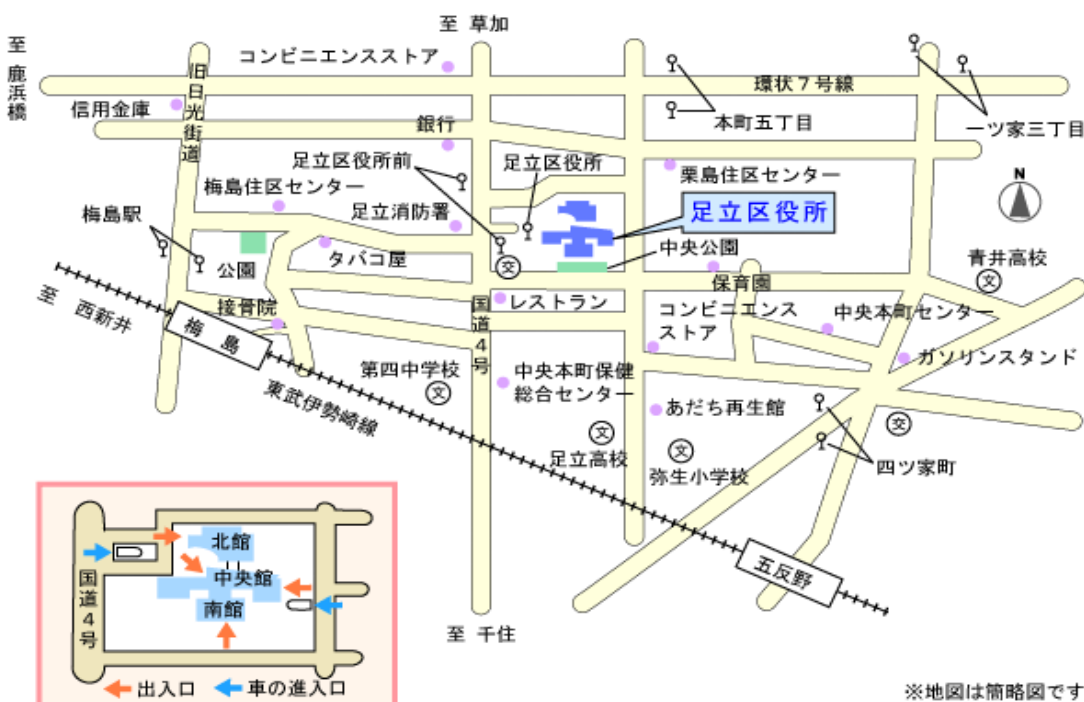 至 草加
至 鹿浜橋
コンビニエンスストア
旧日光街道
環状7号線
信用金庫
銀行
本町五丁目
一ツ家三丁目
足立区役所前
足立区役所
梅島住区センター
栗島住区センター
N
梅島駅
足立消防署
足立区役所
タバコ屋
交
中央公園
青井高校
文
公園
保育園
至 西新井
接骨院
国道4号
レストラン
コンビニエンス
ストア
中央本町センター
梅島
ガソリンスタンド
第四中学校
文
中央本町保健
総合センター
東武伊勢崎線
あだち再生館
文
足立高校
文
弥生小学校
交
四ツ家町
五反野
至 千住
国道4号
北館
中央館
南館
出入口
車の進入口
※地図は簡略図です